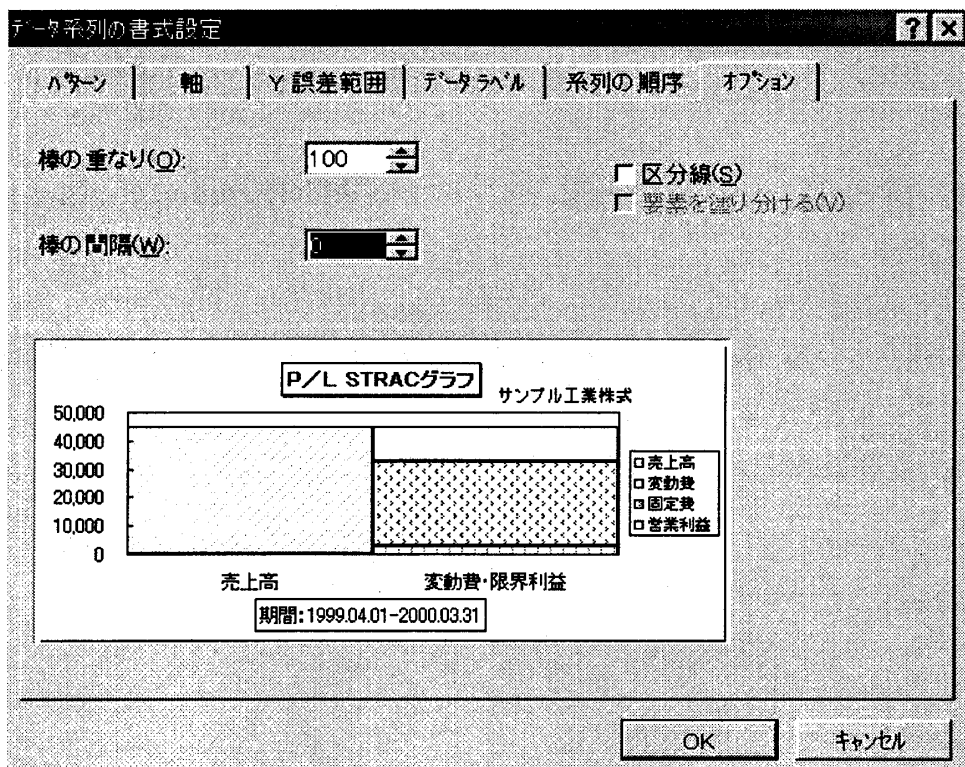 データ系列の書式設定
パターン 軸 Y 誤差範囲 データ ラベル 系列の順序 オプション
棒の重なり(O): 100
区分線(S)
要素を塗り分ける(V)
棒の間隔(W): 0
P/L STRACグラフ
サンプル工業株式
50,000
40,000
30,000
20,000
10,000
0
売上高
変動費
固定費
営業利益
売上高 変動費・限界利益
期間:1999.04.01-2000.03.31
OK キャンセル